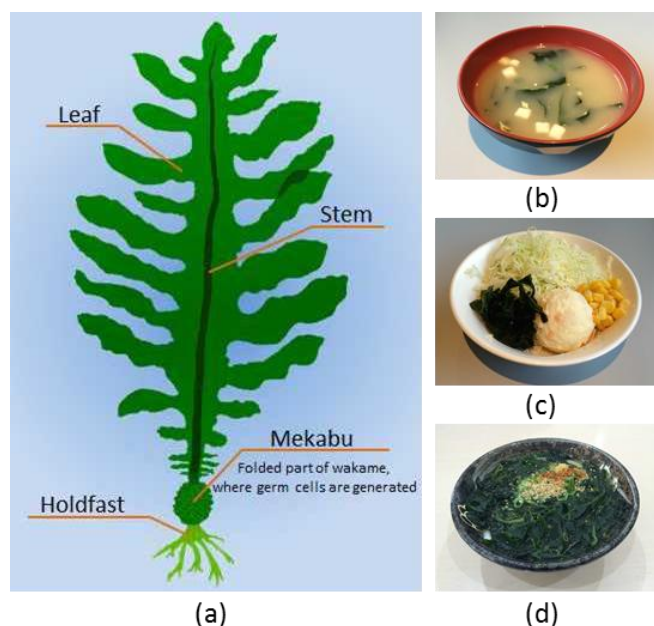 Leaf
Stem
Mekabu
Folded part of wakame,
where germ cells are generated
Holdfast
(a)
(b)
(c)
(d)